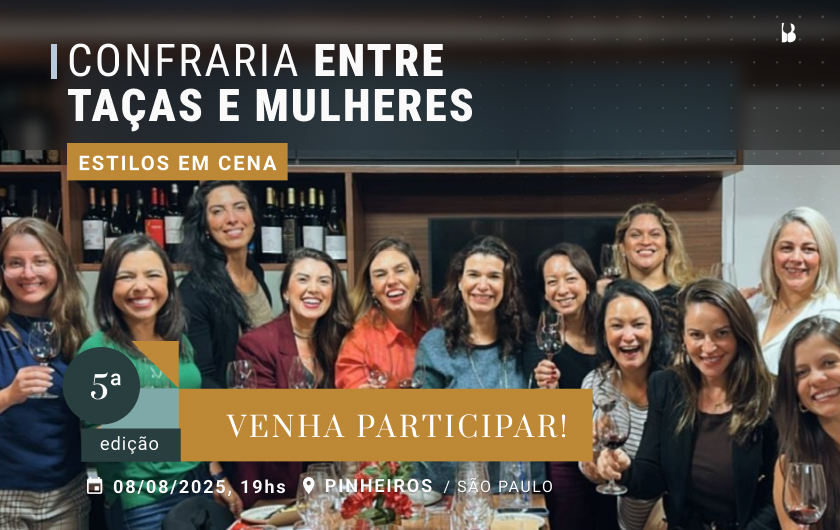 CONFRARIA ENTRE
TAÇAS E MULHERES
ESTILOS EM CENA
5ª
edição
VENHA PARTICIPAR!
08/08/2025, 19hs PINHEIROS / SÃO PAULO